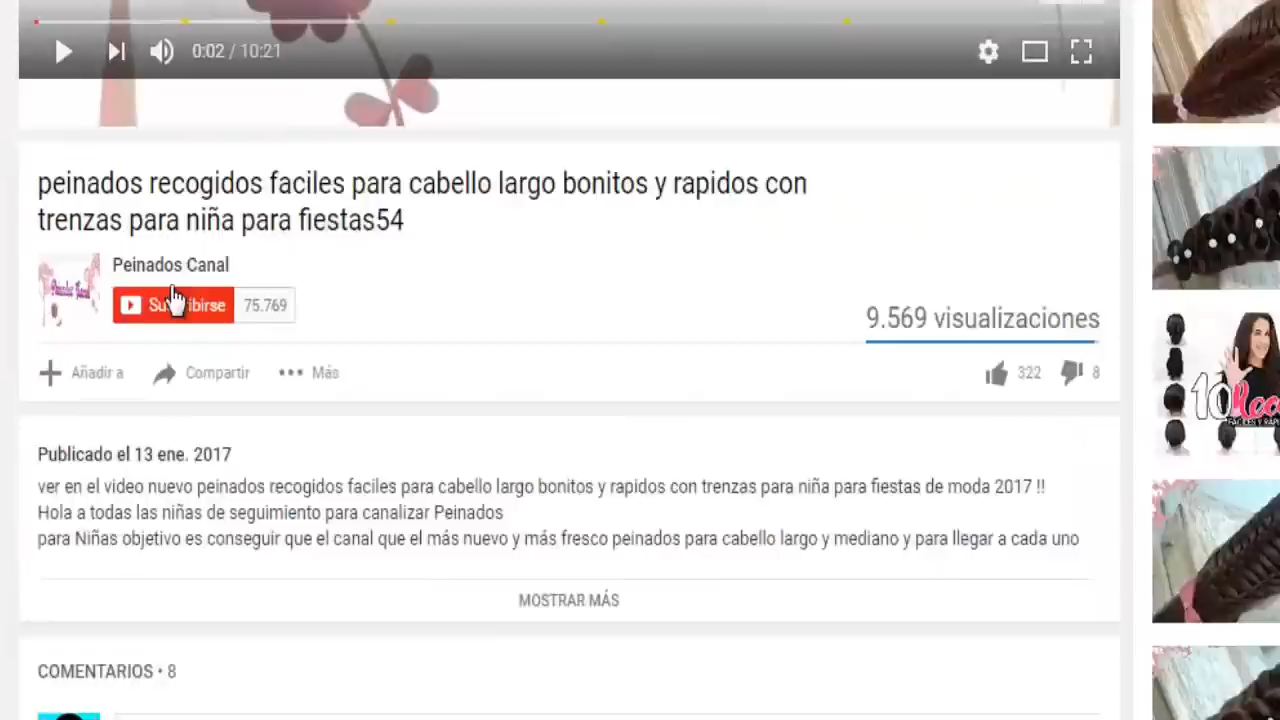 0:02 / 10:21
peinados recogidos faciles para cabello largo bonitos y rapidos con
trenzas para niña para fiestas54
Peinados Canal
75.769
9.569 visualizaciones
Añadir a
Compartir
Más
322
8
Publicado el 13 ene. 2017
ver en el video nuevo peinados recogidos faciles para cabello largo bonitos y rapidos con trenzas para niña para fiestas de moda 2017 !!
Hola a todas las niñas de seguimiento para canalizar Peinados
para Niñas objetivo es conseguir que el canal que el más nuevo y más fresco peinados para cabello largo y mediano y para llegar a cada uno
MOSTRAR MÁS
COMENTARIOS • 8
10